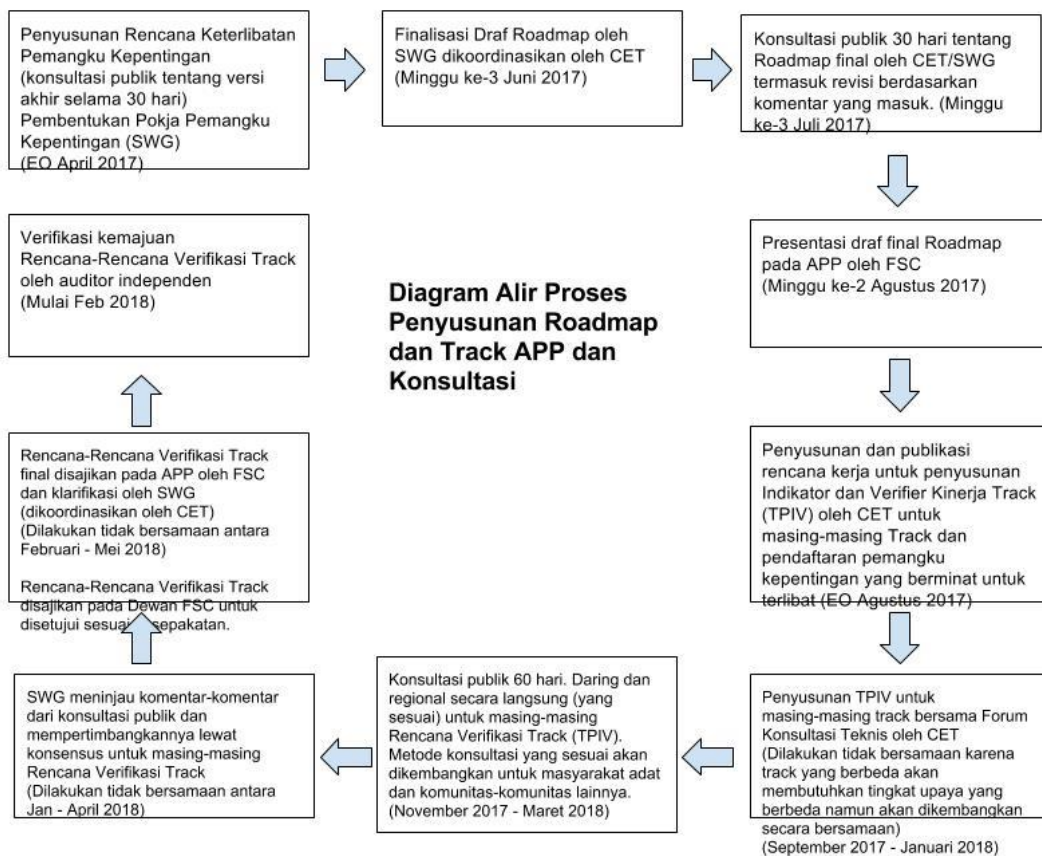 Penyusunan Rencana Keterlibatan
Pemangku Kepentingan
(konsultasi publik tentang versi
akhir selama 30 hari)
Pembentukan Pokja Pemangku
Kepentingan (SWG)
(EO April 2017)
Finalisasi Draf Roadmap oleh
SWG dikoordinasikan oleh CET
(Minggu ke-3 Juni 2017)
Konsultasi publik 30 hari tentang
Roadmap final oleh CET/SWG
termasuk revisi berdasarkan
komentar yang masuk. (Minggu
ke-3 Juli 2017)
Presentasi draf final Roadmap
pada APP oleh FSC
(Minggu ke-2 Agustus 2017)
Penyusunan dan publikasi
rencana kerja untuk penyusunan
Indikator dan Verifier Kinerja Track
(TPIV) oleh CET untuk
masing-masing Track dan
pendaftaran pemangku
kepentingan yang berminat untuk
terlibat (EO Agustus 2017)
Penyusunan TPIV untuk
masing-masing track bersama Forum
Konsultasi Teknis oleh CET
(Dilakukan tidak bersamaan karena
track yang berbeda akan
membutuhkan tingkat upaya yang
berbeda namun akan dikembangkan
secara bersamaan)
(September 2017 - Januari 2018)
Konsultasi publik 60 hari. Daring dan
regional secara langsung (yang
sesuai) untuk masing-masing
Rencana Verifikasi Track (TPIV).
Metode konsultasi yang sesuai akan
dikembangkan untuk masyarakat adat
dan komunitas-komunitas lainnya.
(November 2017 - Maret 2018)
SWG meninjau komentar-komentar
dari konsultasi publik dan
mempertimbangkannya lewat
konsensus untuk masing-masing
Rencana Verifikasi Track
(Dilakukan tidak bersamaan antara
Jan - April 2018)
Rencana-Rencana Verifikasi Track
final disajikan pada APP oleh FSC
dan klarifikasi oleh SWG
(dikoordinasikan oleh CET)
(Dilakukan tidak bersamaan antara
Februari - Mei 2018)
Rencana-Rencana Verifikasi Track
disajikan pada Dewan FSC untuk
disetujui sesuai sepakatan.
Verifikasi kemajuan
Rencana-Rencana Verifikasi Track
oleh auditor independen
(Mulai Feb 2018)
Diagram Alir Proses
Penyusunan Roadmap
dan Track APP dan
Konsultasi